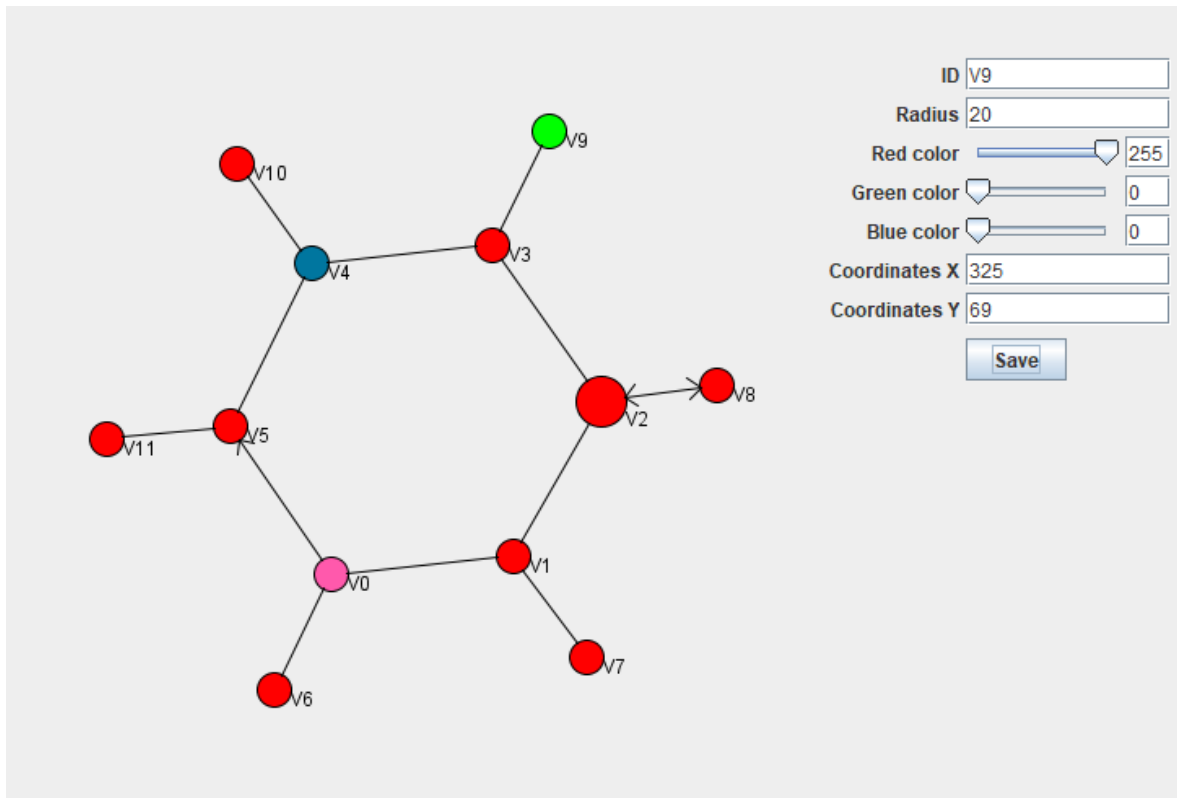 ID V9
Radius 20
Red color 255
Green color 0
Blue color 0
Coordinates X 325
Coordinates Y 69
Save
V9
V10
V3
V4
V8
V2
V5
V11
V1
V0
V7
V6